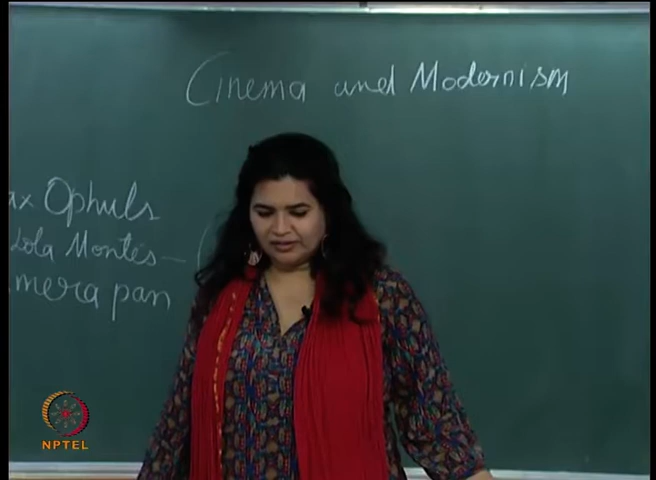 Cinema and Modernism
ax Ophuls
Lola Montes —
mera pan
NPTEL